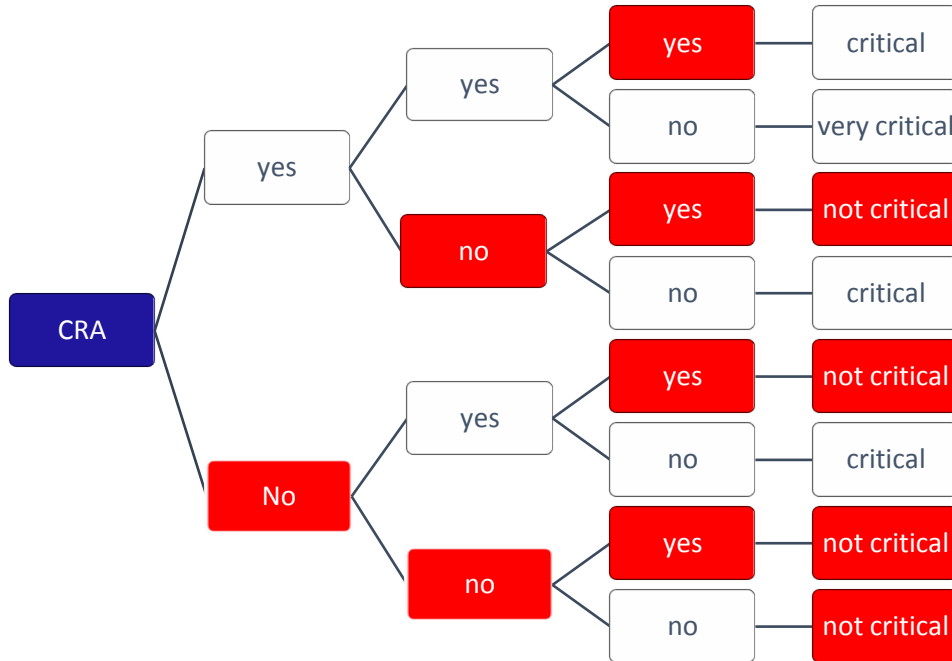 yes
critical
yes
no
very critical
yes
yes
not critical
no
no
critical
CRA
yes
not critical
yes
no
critical
No
yes
not critical
no
no
not critical